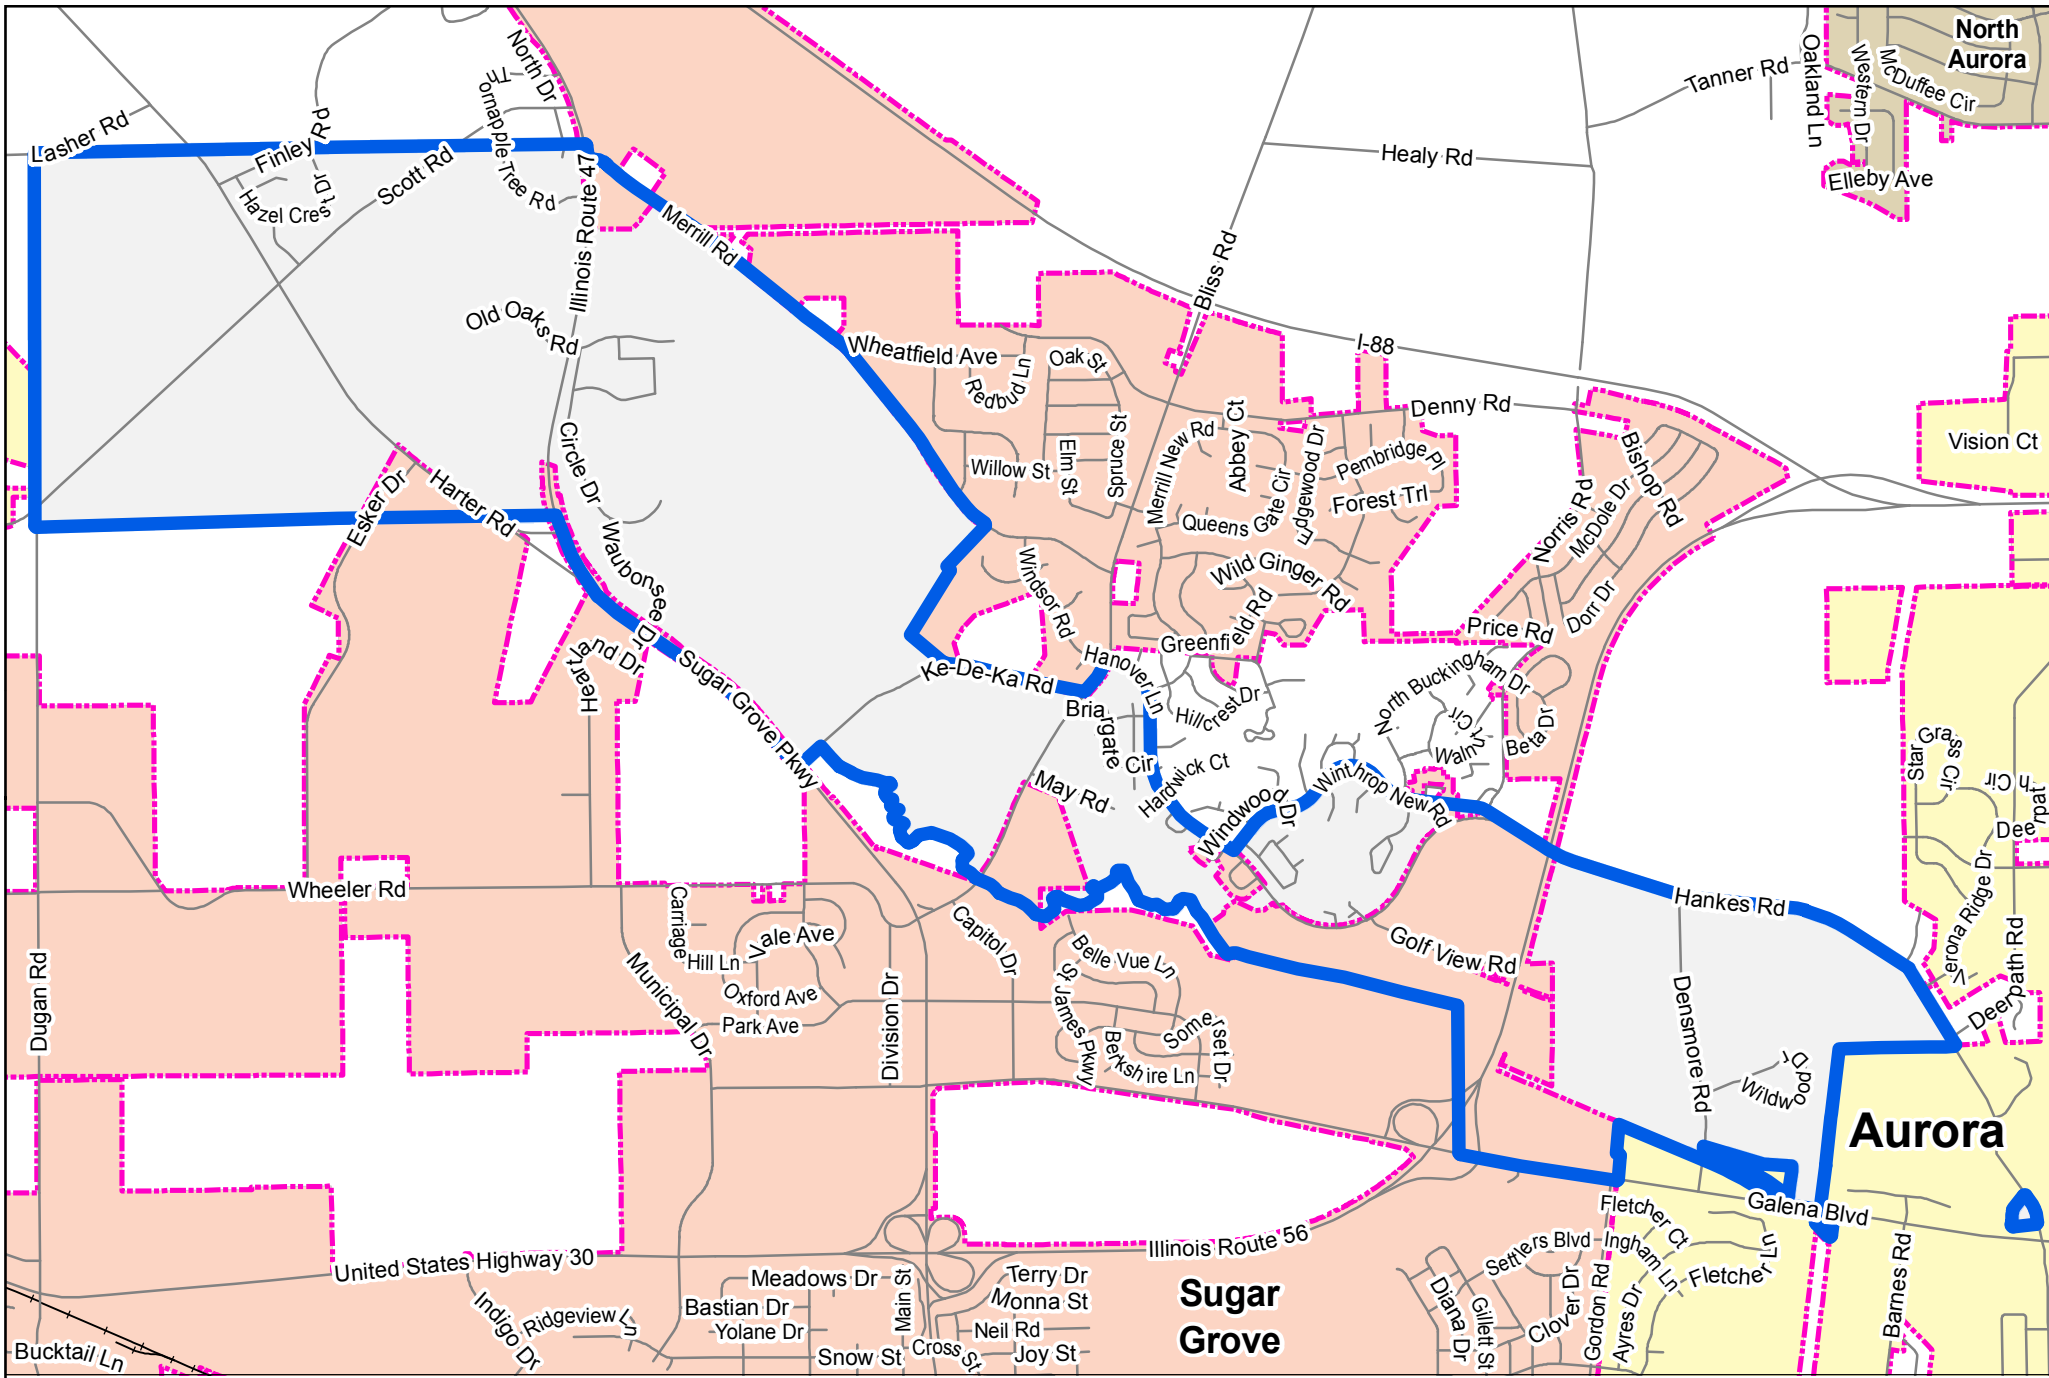 North
Aurora
North Dr
Thornapple Tree Rd
Oakland Ln
Western Dr
McDuffee Cir
Tanner Rd
Lasher Rd
Finley Rd
Scott Rd
Healy Rd
Elleby Ave
Hazel Crest Dr
Illinois Route 47
Merrill Rd
Bliss Rd
Old Oaks Rd
Wheatfield Ave
Redbud Ln
Oak St
I-88
Denny Rd
Vision Ct
Circle Dr
Willow St
Elm St
Spruce St
Merrill New Rd
Abbey Ct
Queens Gate Cir
Edgewood Dr
Pembridge Pl
Forest Trl
Bishop Rd
Norris Rd
McDole Dr
Esker Dr
Harter Rd
Waubonsee Dr
Windsor Rd
Wild Ginger Rd
Dorr Dr
Price Rd
Greenfield Rd
Heartland Dr
Sugar Grove Pkwy
Ke-De-Ka Rd
Hanover Ln
Hillcrest Dr
North Buckingham Dr
Briargate Cir
Walnut Cir
Beta Dr
Star Grass Cir
May Rd
Hardwick Ct
Windwood Dr
Winthrop New Rd
Deerpath Cir
Wheeler Rd
Carriage Hill Ln
Vale Ave
Capitol Dr
Belle Vue Ln
Golf View Rd
Hankes Rd
Verona Ridge Dr
Deerpath Rd
Dugan Rd
Municipal Dr
Oxford Ave
Park Ave
Division Dr
St James Pkwy
Berkshire Ln
Somerset Dr
Densmore Rd
Wildwood Dr
Aurora
Galena Blvd
Fletcher Ct
United States Highway 30
Illinois Route 56
Settlers Blvd
Ingham Ln
Fletcher Ln
Barnes Rd
Meadows Dr
Main St
Terry Dr
Sugar
Grove
Monna St
Diana Dr
Gillett St
Clover Dr
Gordon Rd
Ayres Dr
Indigo Dr
Ridgeview Ln
Bastian Dr
Yolane Dr
Neil Rd
Bucktail Ln
Snow St
Cross St
Joy St